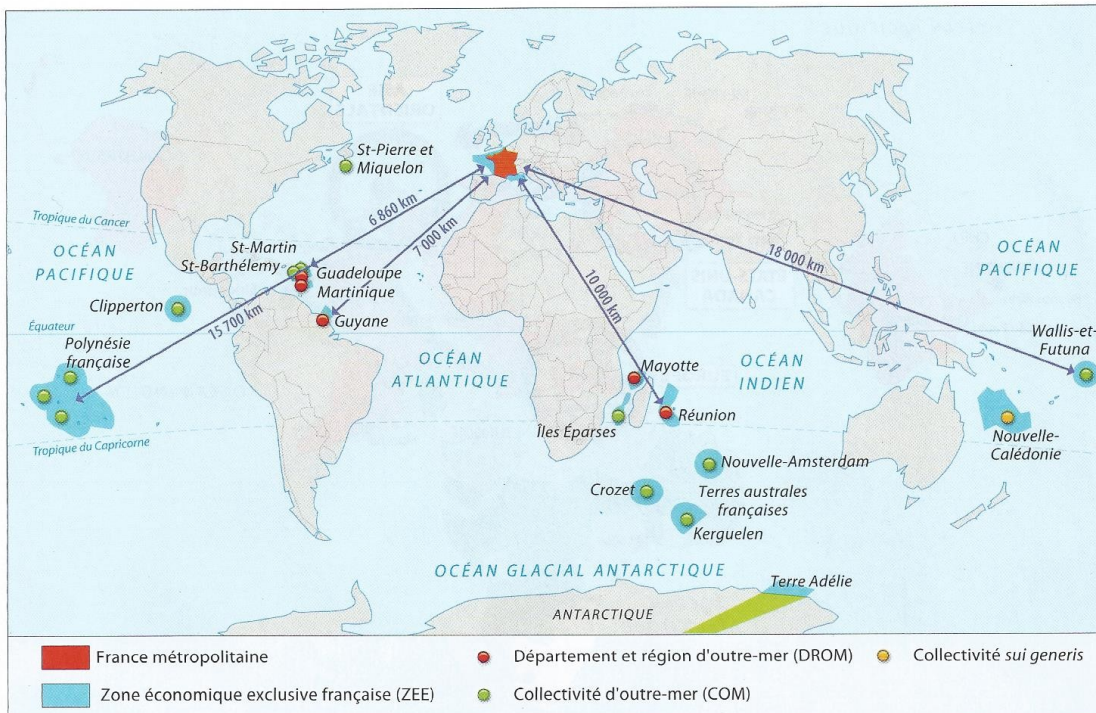 St-Pierre et
Miquelon
6 860 km
7 000 km
Tropique du Cancer
OCÉAN
PACIFIQUE
St-Martin
St-Barthélemy
Guadeloupe
Martinique
10 000 km
18 000 km
OCÉAN
PACIFIQUE
Clipperton
15 700 km
Guyane
Équateur
Polynésie
française
OCÉAN
ATLANTIQUE
Mayotte
OCÉAN
INDIEN
Wallis-et-
Futuna
Îles Éparses
Réunion
Tropique du Capricorne
Nouvelle-
Calédonie
Nouvelle-Amsterdam
Crozet
Terres australes
françaises
Kerguelen
OCÉAN GLACIAL ANTARCTIQUE
Terre Adélie
ANTARCTIQUE
France métropolitaine
Département et région d'outre-mer (DROM)
Collectivité sui generis
Zone économique exclusive française (ZEE)
Collectivité d'outre-mer (COM)